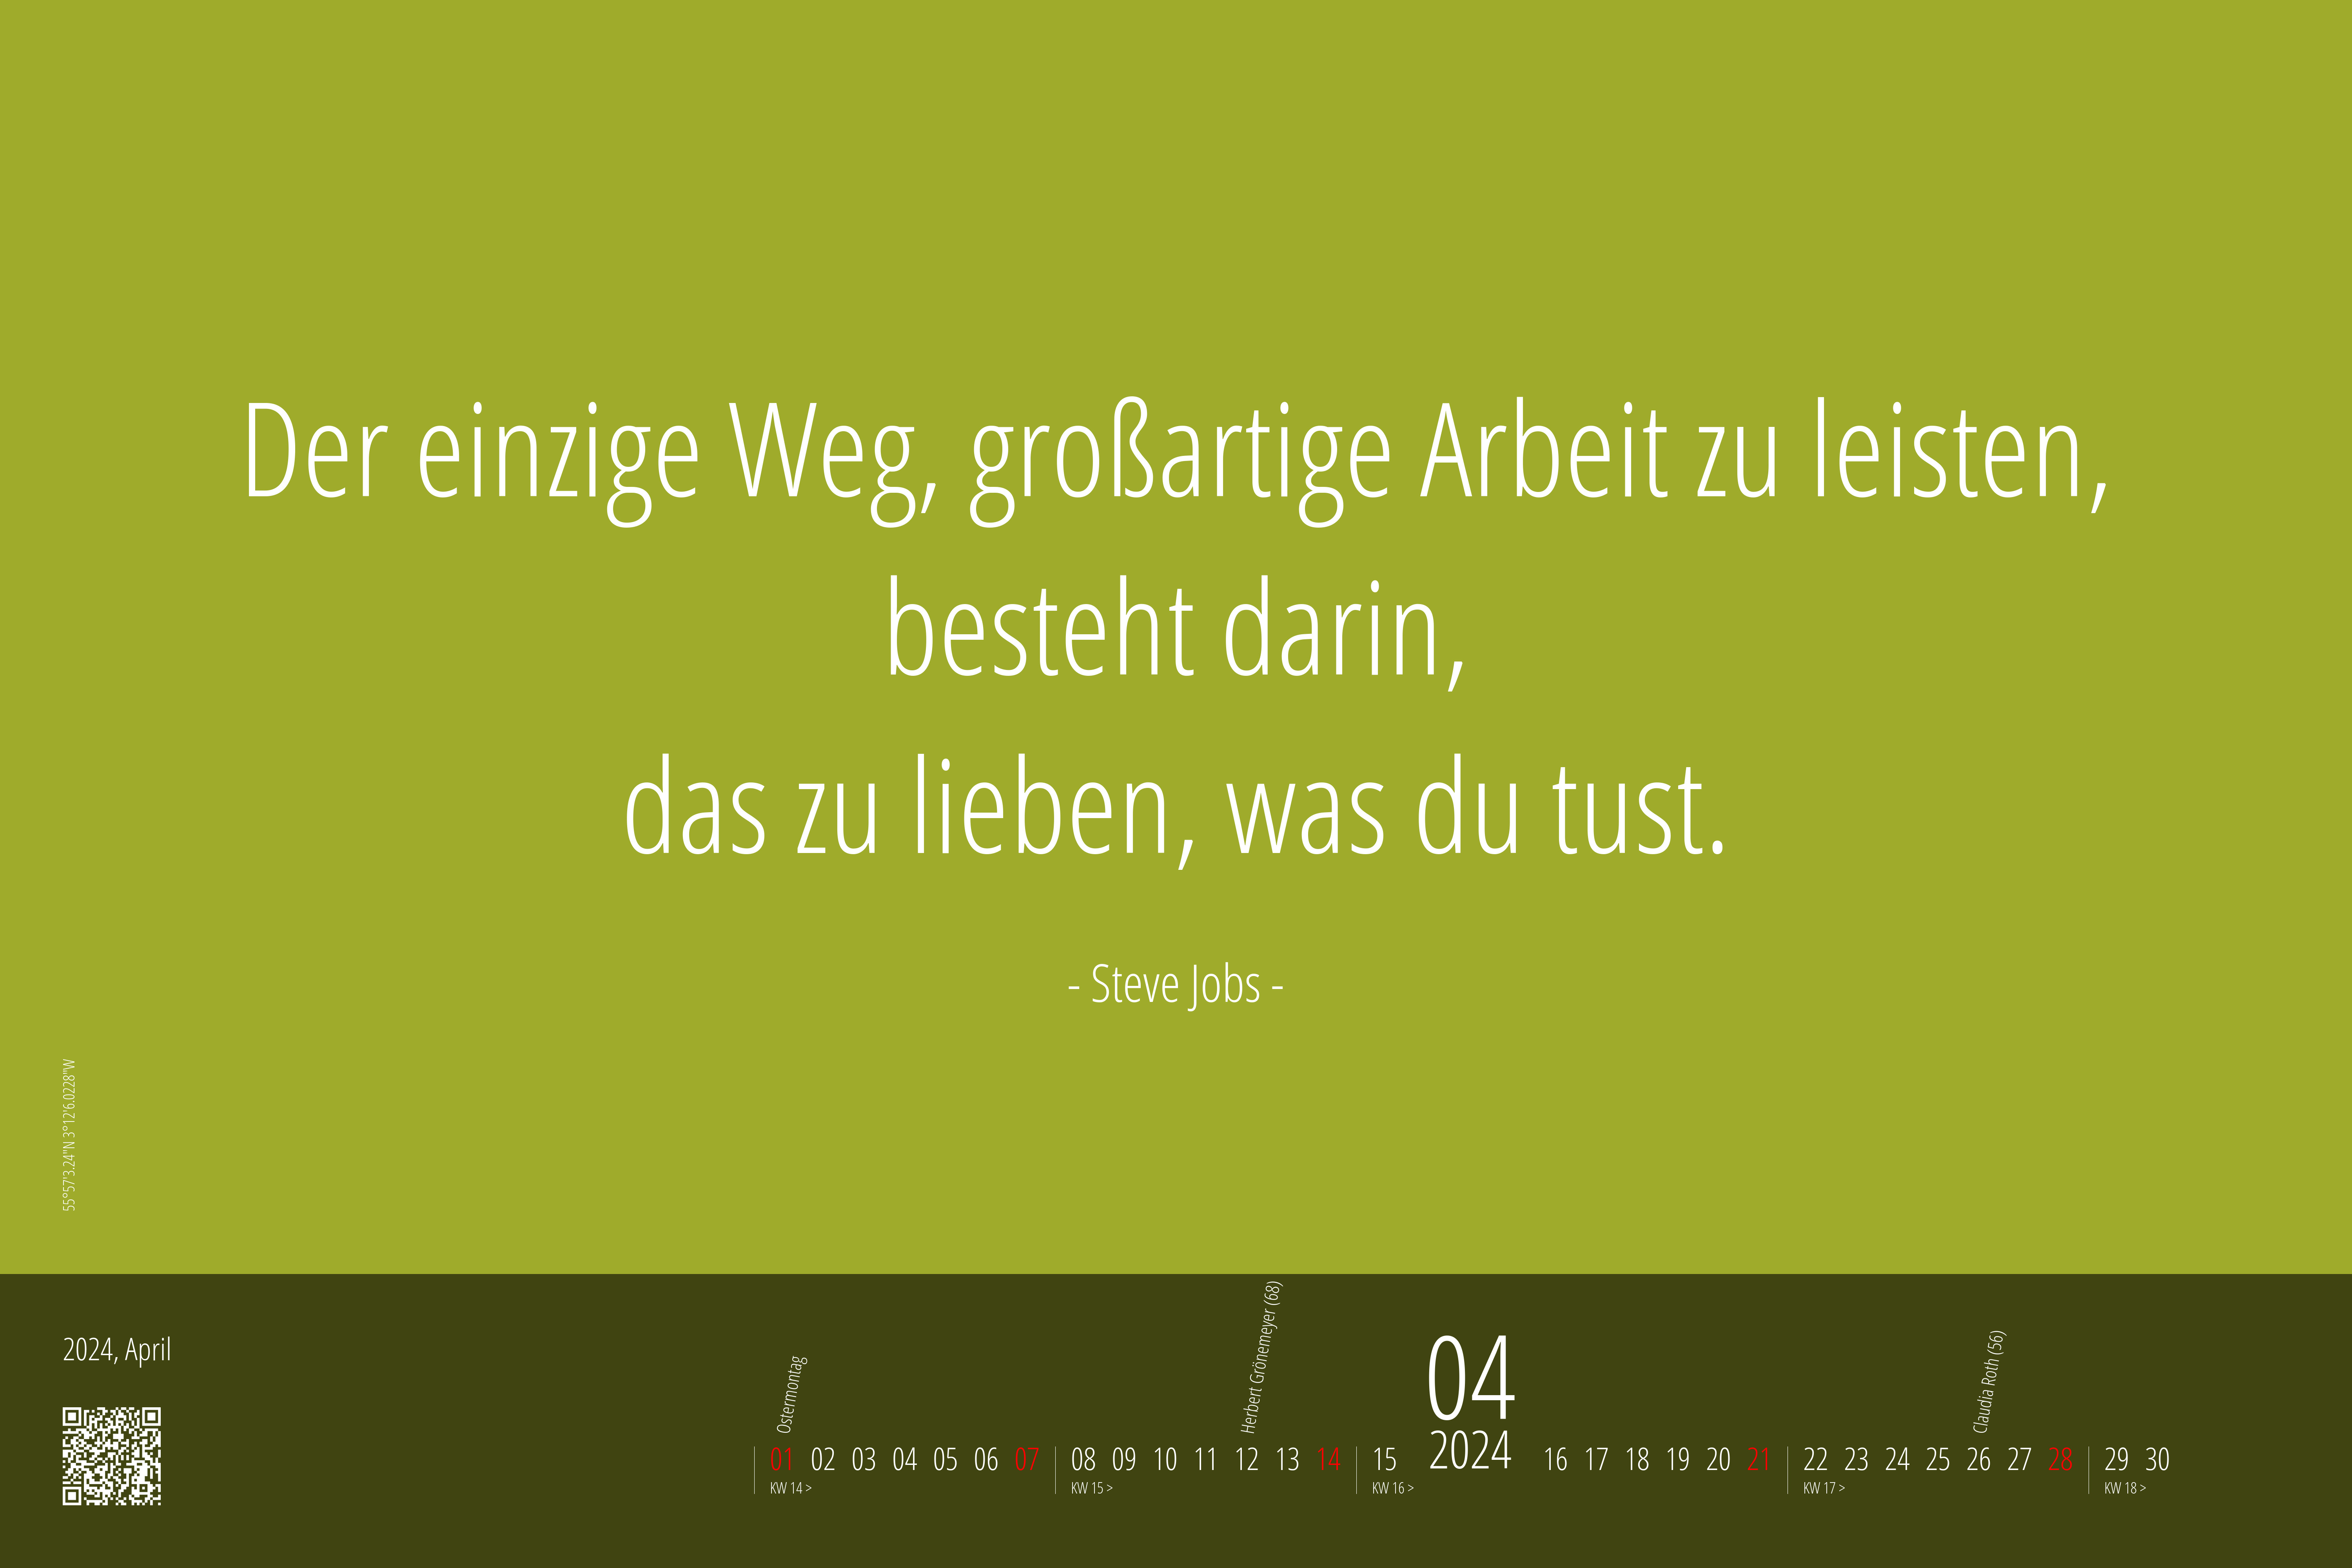 Der einzige Weg, großartige Arbeit zu leisten,
besteht darin,
das zu lieben, was du tust.
- Steve Jobs -
55°57'3.24"N 3°12'6.0228"W
2024, April
Ostermontag
Herbert Grönemeyer (68)
Claudia Roth (56)
04
2024
01 02 03 04 05 06 07 08 09 10 11 12 13 14 15 16 17 18 19 20 21 22 23 24 25 26 27 28 29 30
KW 14 > KW 15 > KW 16 > KW 17 > KW 18 >